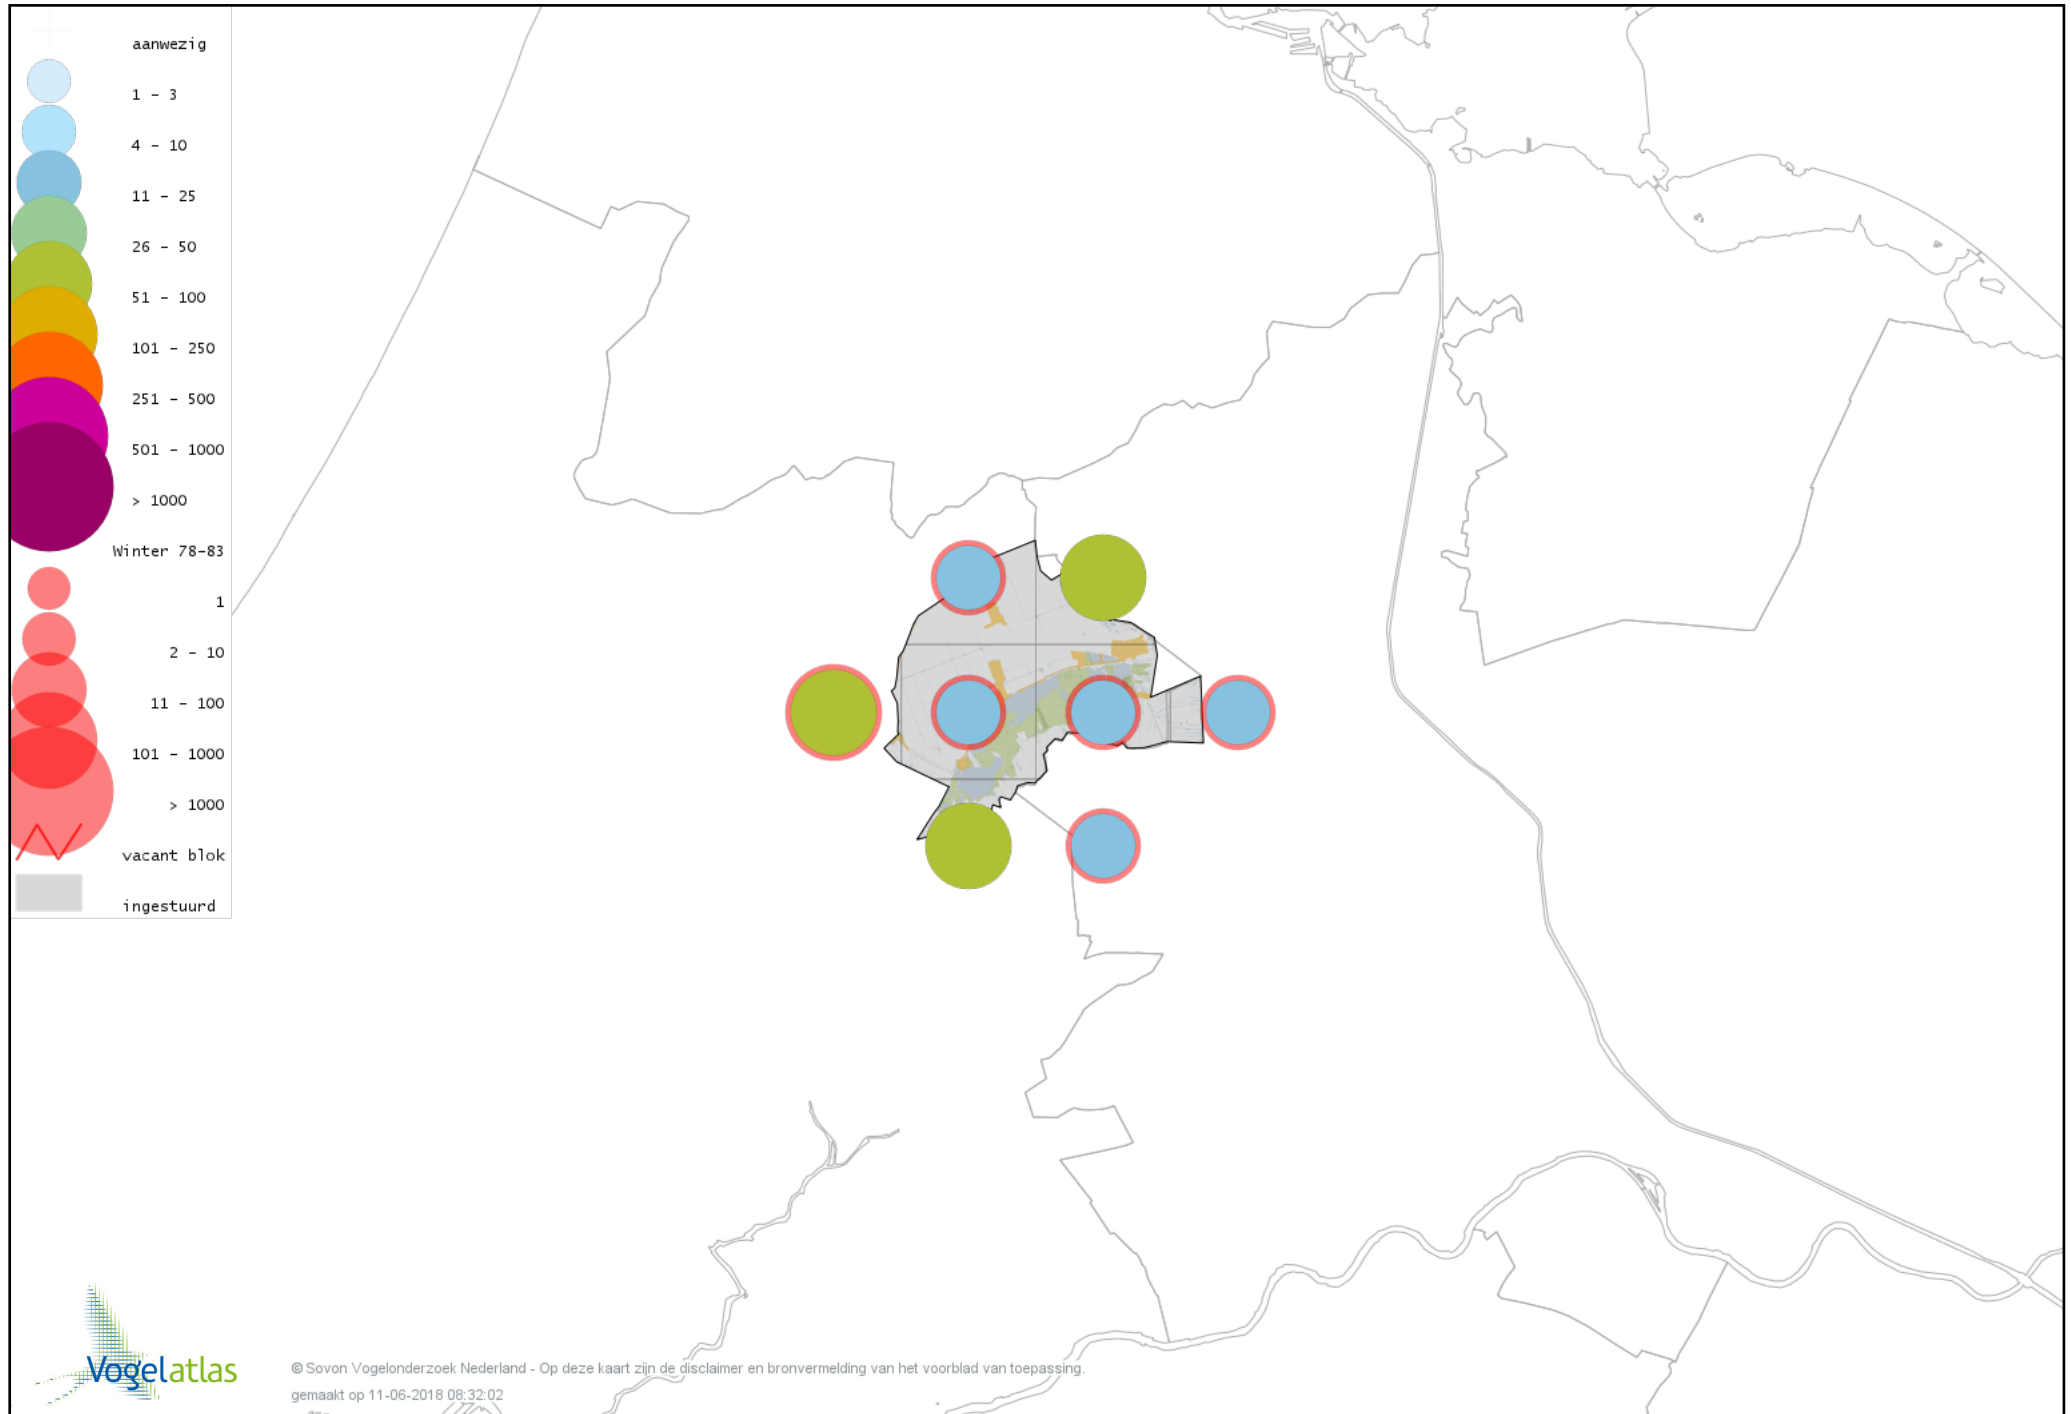 aanwezig
1 - 3
4 - 10
11 - 25
26 - 50
51 - 100
101 - 250
251 - 500
501 - 1000
> 1000
Winter 78-83
1
2 - 10
11 - 100
101 - 1000
> 1000
vacant blok
ingestuurd
Vogelatlas
© Sovon Vogelonderzoek Nederland - Op deze kaart zijn de disclaimer en bronvermelding van het voorblad van toepassing.
gemaakt op 11-06-2018 08:32:02